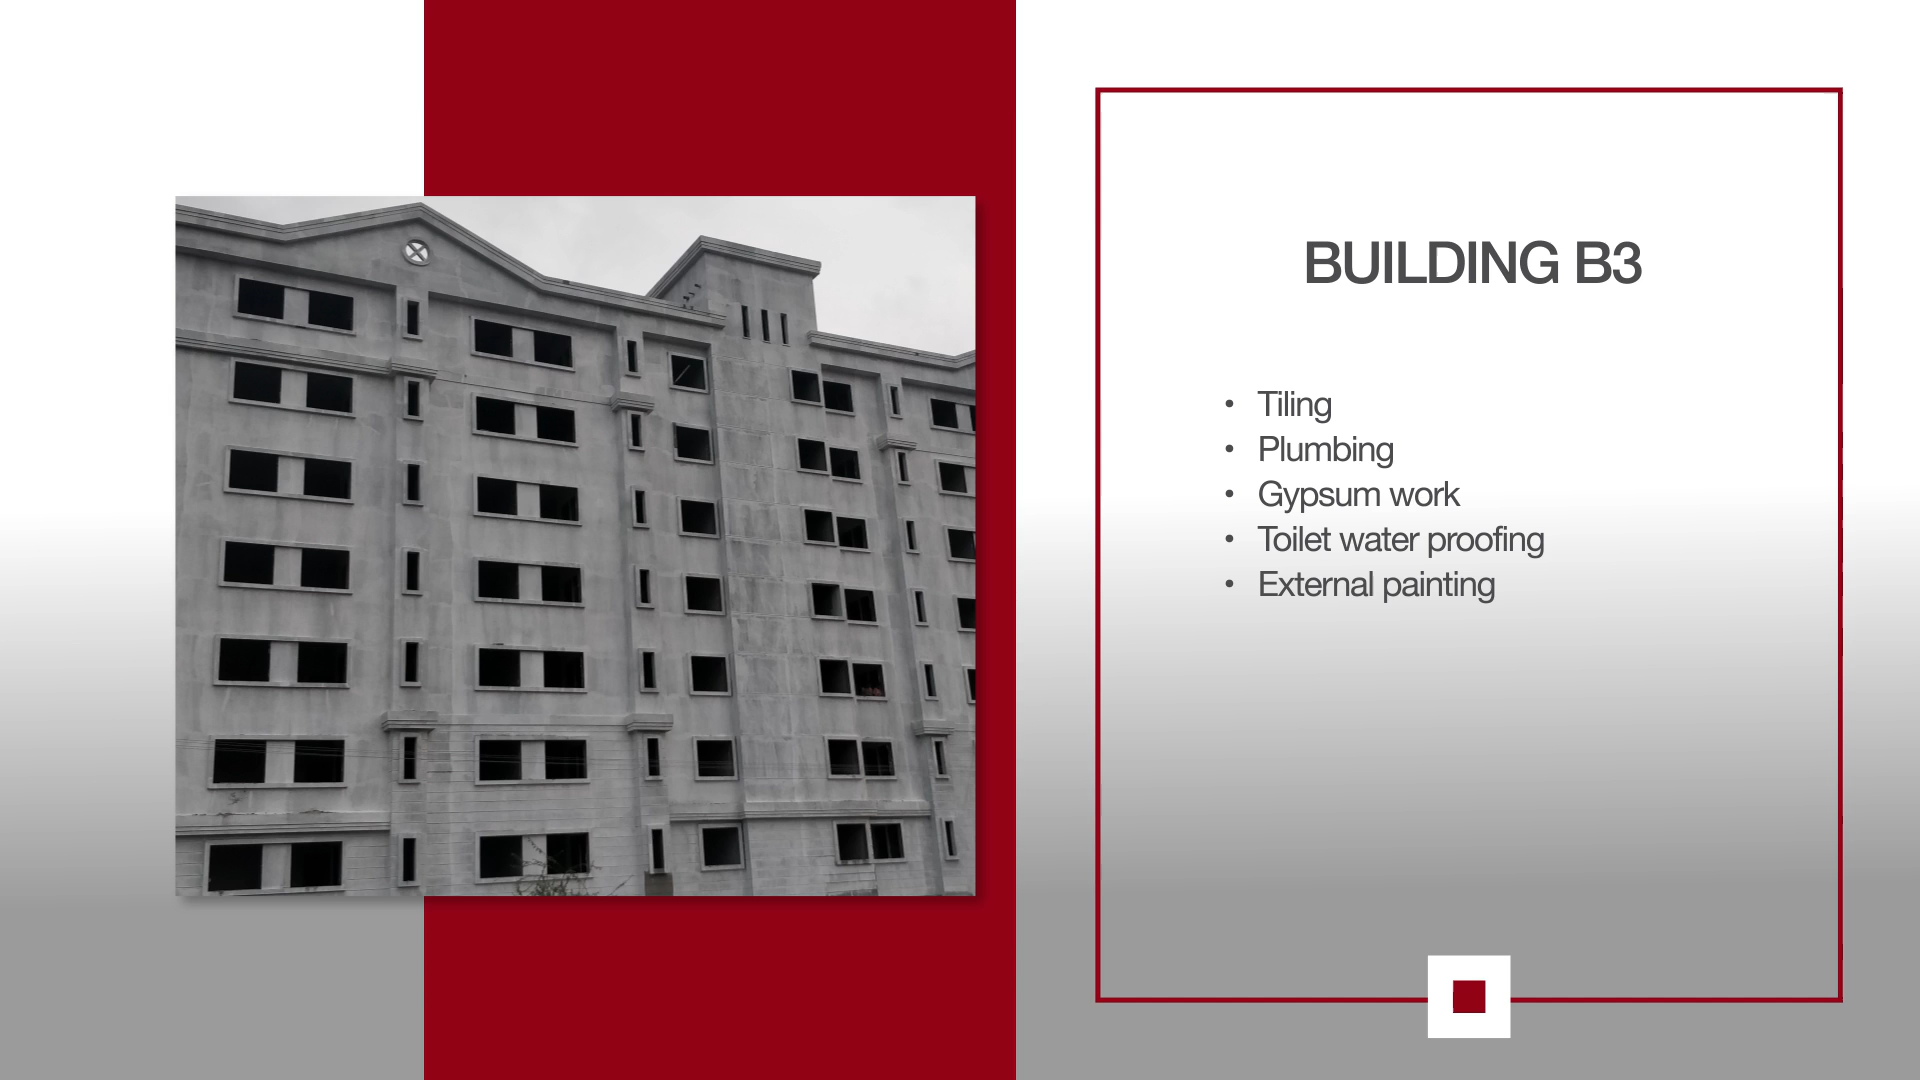 BUILDING B3
• Tiling
• Plumbing
• Gypsum work
• Toilet water proofing
• External painting